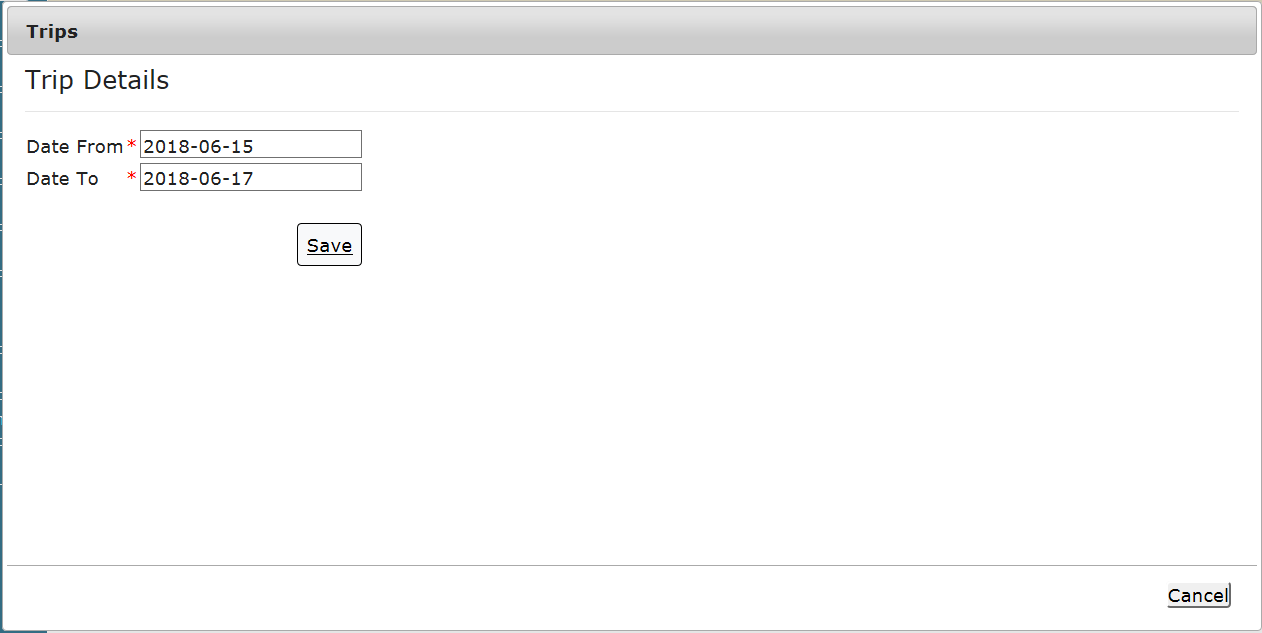 Trips
Trip Details
Date From * 2018-06-15
Date To * 2018-06-17
Save
Cancel